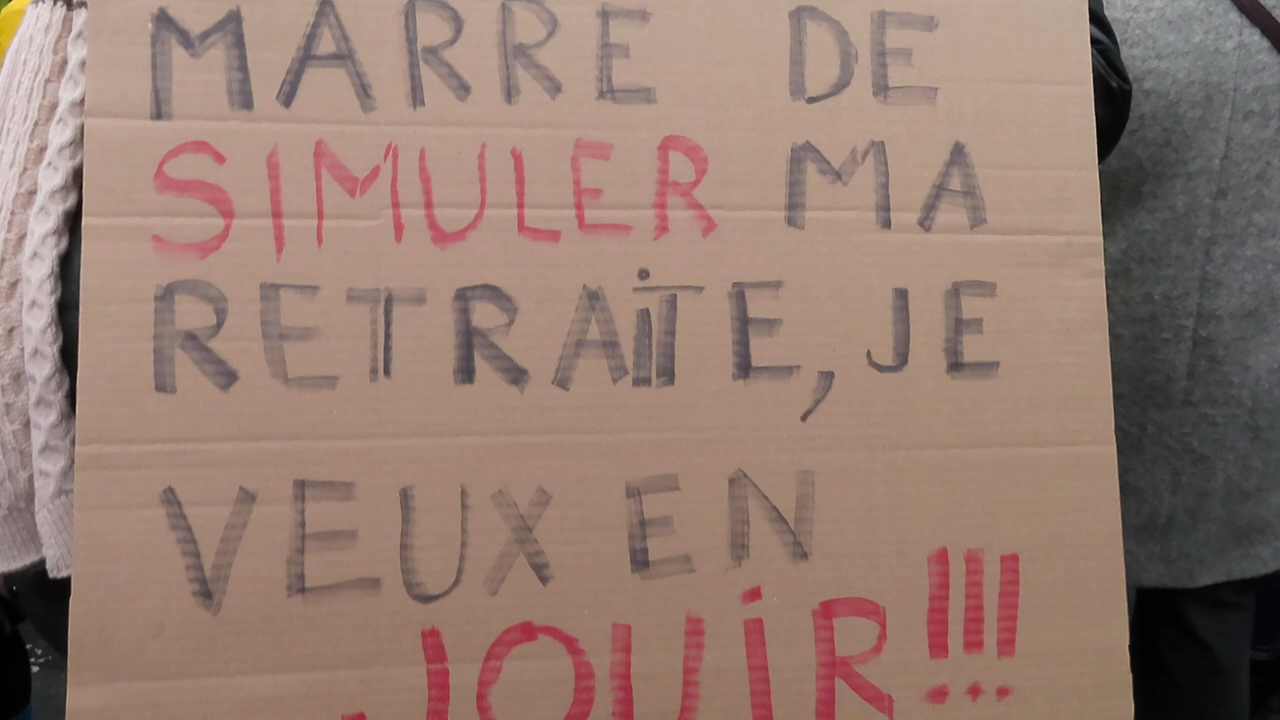 MARRE DE
SIMULER MA
RETRAiTE, JE
VEUX EN
JOUiR!!!